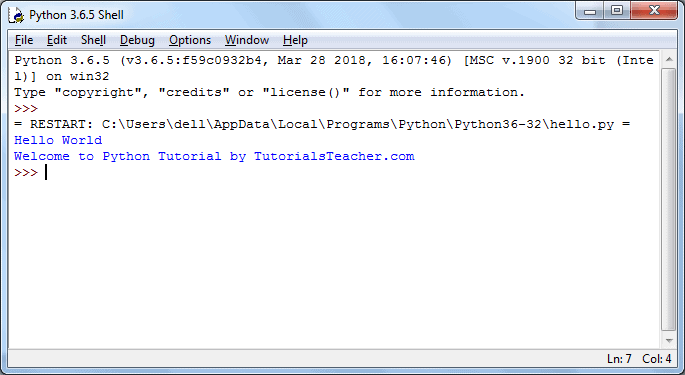 Python 3.6.5 Shell
File Edit Shell Debug Options Window Help
Python 3.6.5 (v3.6.5:f59c0932b4, Mar 28 2018, 16:07:46) [MSC v.1900 32 bit (Inte
l)] on win32
Type "copyright", "credits" or "license()" for more information.
>>>
= RESTART: C:\Users\dell\AppData\Local\Programs\Python\Python36-32\hello.py =
Hello World
Welcome to Python Tutorial by TutorialsTeacher.com
>>>
Ln: 7 Col: 4